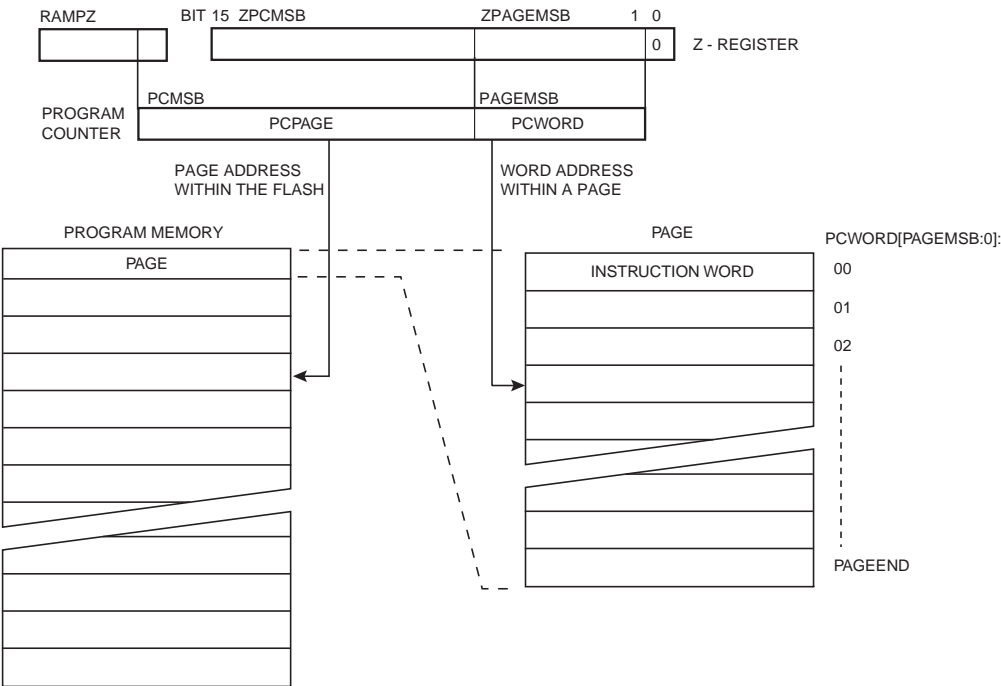 RAMPZ
BIT 15 ZPCMSB ZPAGEMSB 1 0
0 Z - REGISTER
PCMSB PAGEMSB
PROGRAM
COUNTER
PCPAGE PCWORD
PAGE ADDRESS
WITHIN THE FLASH
WORD ADDRESS
WITHIN A PAGE
PROGRAM MEMORY
PAGE
PAGE
PCWORD[PAGEMSB:0]:
INSTRUCTION WORD
00
01
02
PAGEEND